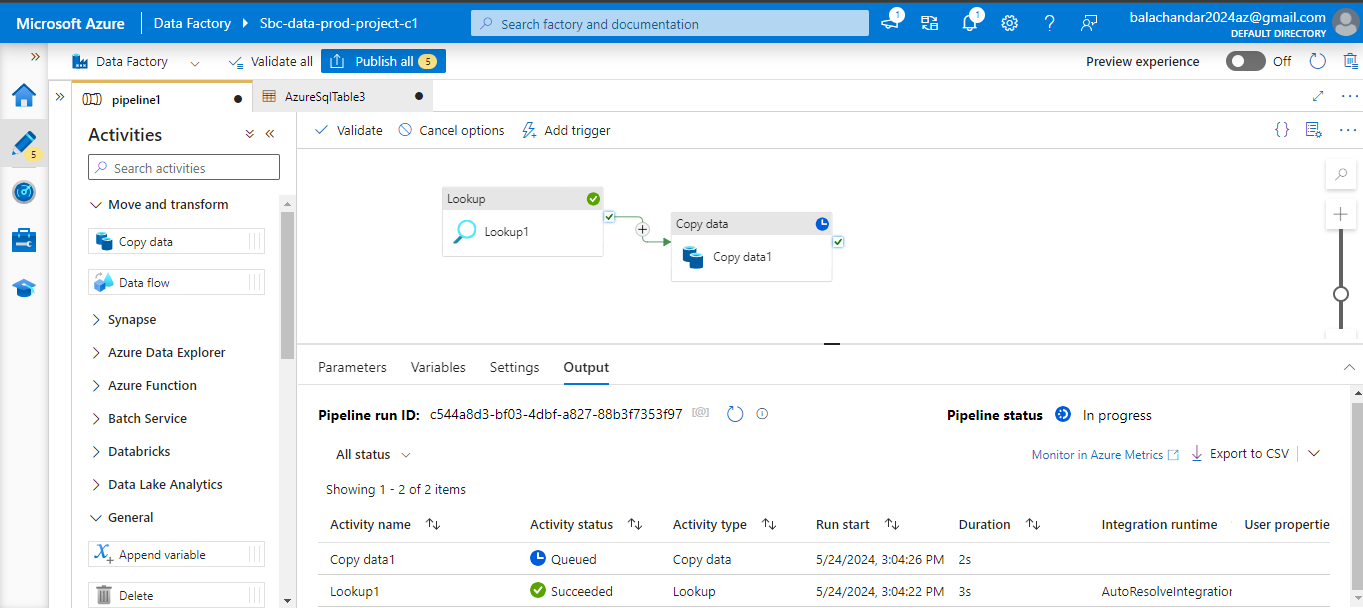 Microsoft Azure
Data Factory
Sbc-data-prod-project-c1
Search factory and documentation
1
1
balachandar2024az@gmail.com
DEFAULT DIRECTORY
Data Factory
Validate all
Publish all
5
Preview experience
Off
pipeline1
AzureSqlTable3
5
Activities
Search activities
Move and transform
Copy data
Data flow
Synapse
Azure Data Explorer
Azure Function
Batch Service
Databricks
Data Lake Analytics
General
Append variable
Delete
Validate
Cancel options
Add trigger
Lookup
Lookup1
Copy data
Copy data1
Parameters
Variables
Settings
Output
Pipeline run ID: c544a8d3-bf03-4dbf-a827-88b3f7353f97
Pipeline status
In progress
All status
Monitor in Azure Metrics
Export to CSV
Showing 1 - 2 of 2 items
Activity name Activity status Activity type Run start Duration Integration runtime User propertie
Copy data1 Queued Copy data 5/24/2024, 3:04:26 PM 2s
Lookup1 Succeeded Lookup 5/24/2024, 3:04:22 PM 3s AutoResolveIntegration